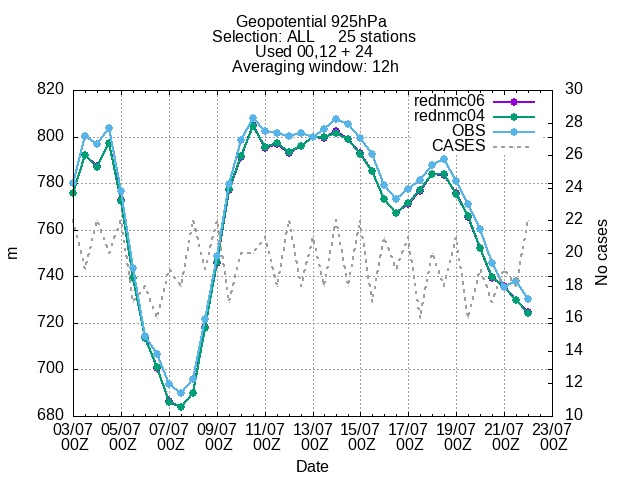 Geopotential 925hPa
Selection: ALL 25 stations
Used 00,12 + 24
Averaging window: 12h
820 30
rednmc06
rednmc04
OBS
CASES
800 28
26
780 24
760 22
20
740 18
720 16
14
700 12
680 10
m
No cases
03/07 05/07 07/07 09/07 11/07 13/07 15/07 17/07 19/07 21/07 23/07
00Z 00Z 00Z 00Z 00Z 00Z 00Z 00Z 00Z 00Z 00Z
Date